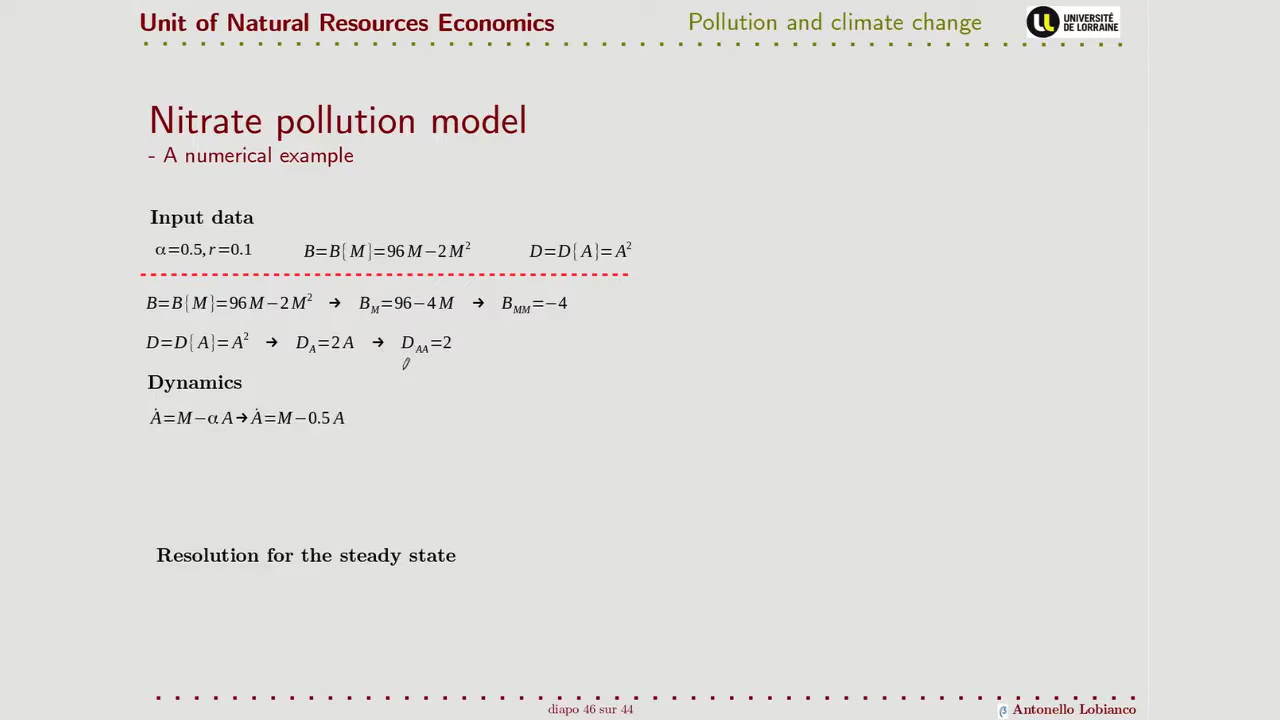 Unit of Natural Resources Economics
Pollution and climate change
UNIVERSITÉ
DE LORRAINE
Nitrate pollution model
- A numerical example
Input data
α=0.5, r=0.1 B=B{M}=96M−2M² D=D{A}=A²
B=B{M}=96M−2M² → B_M=96−4M → B_MM=−4
D=D{A}=A² → D_A=2A → D_AA=2
Dynamics
Ȧ=M−αA→Ȧ=M−0.5A
Resolution for the steady state
diapo 46 sur 44
Antonello Lobianco